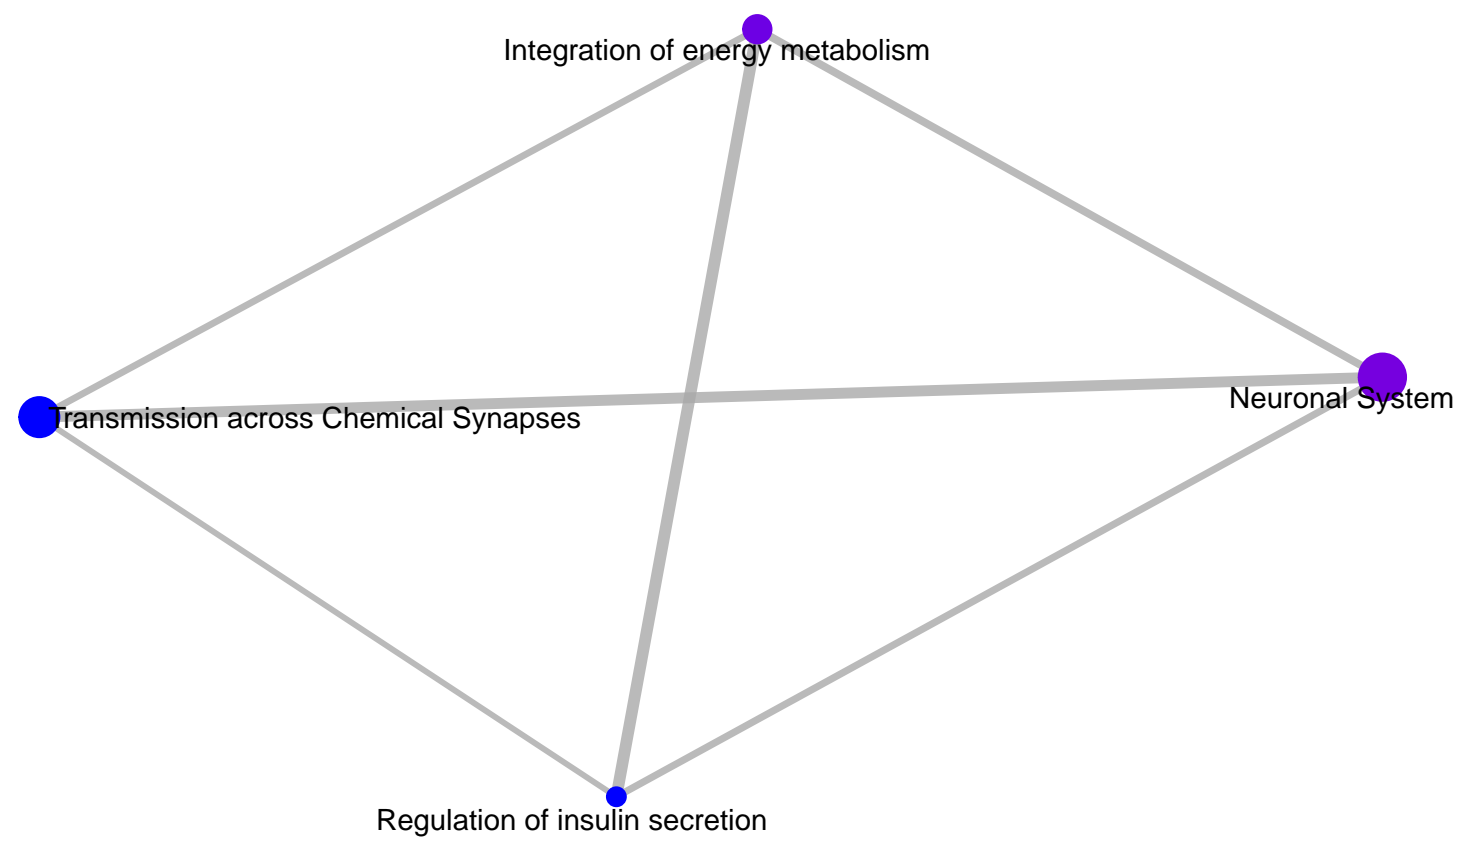 Integration of energy metabolism
Neuronal System
Transmission across Chemical Synapses
Regulation of insulin secretion